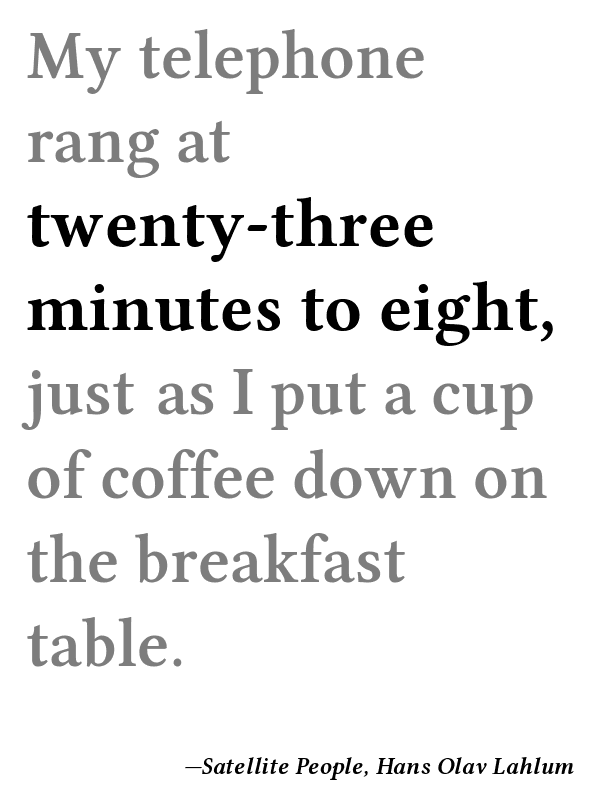 My telephone
rang at
twenty-three
minutes to eight,
just as I put a cup
of coffee down on
the breakfast
table.
—Satellite People, Hans Olav Lahlum